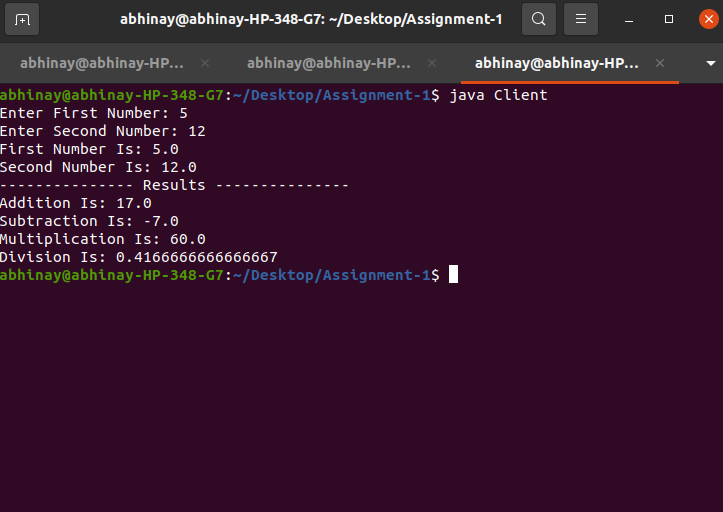 abhinay@abhinay-HP-348-G7: ~/Desktop/Assignment-1
abhinay@abhinay-HP... abhinay@abhinay-HP... abhinay@abhinay-HP...
abhinay@abhinay-HP-348-G7:~/Desktop/Assignment-1$ java Client
Enter First Number: 5
Enter Second Number: 12
First Number Is: 5.0
Second Number Is: 12.0
--------------- Results ---------------
Addition Is: 17.0
Subtraction Is: -7.0
Multiplication Is: 60.0
Division Is: 0.4166666666666667
abhinay@abhinay-HP-348-G7:~/Desktop/Assignment-1$